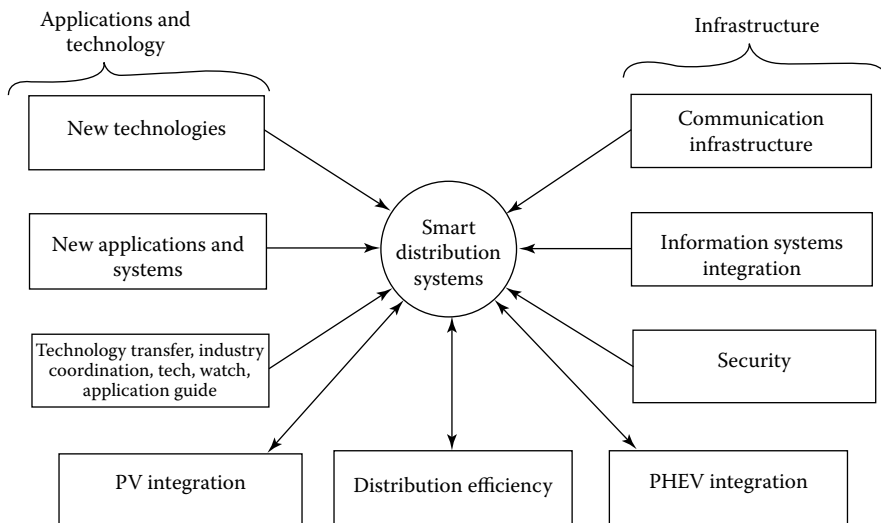 Applications and
technology
Infrastructure
New technologies
Communication
infrastructure
Smart
distribution
systems
New applications and
systems
Information systems
integration
Technology transfer, industry
coordination, tech, watch,
application guide
Security
PV integration
Distribution efficiency
PHEV integration